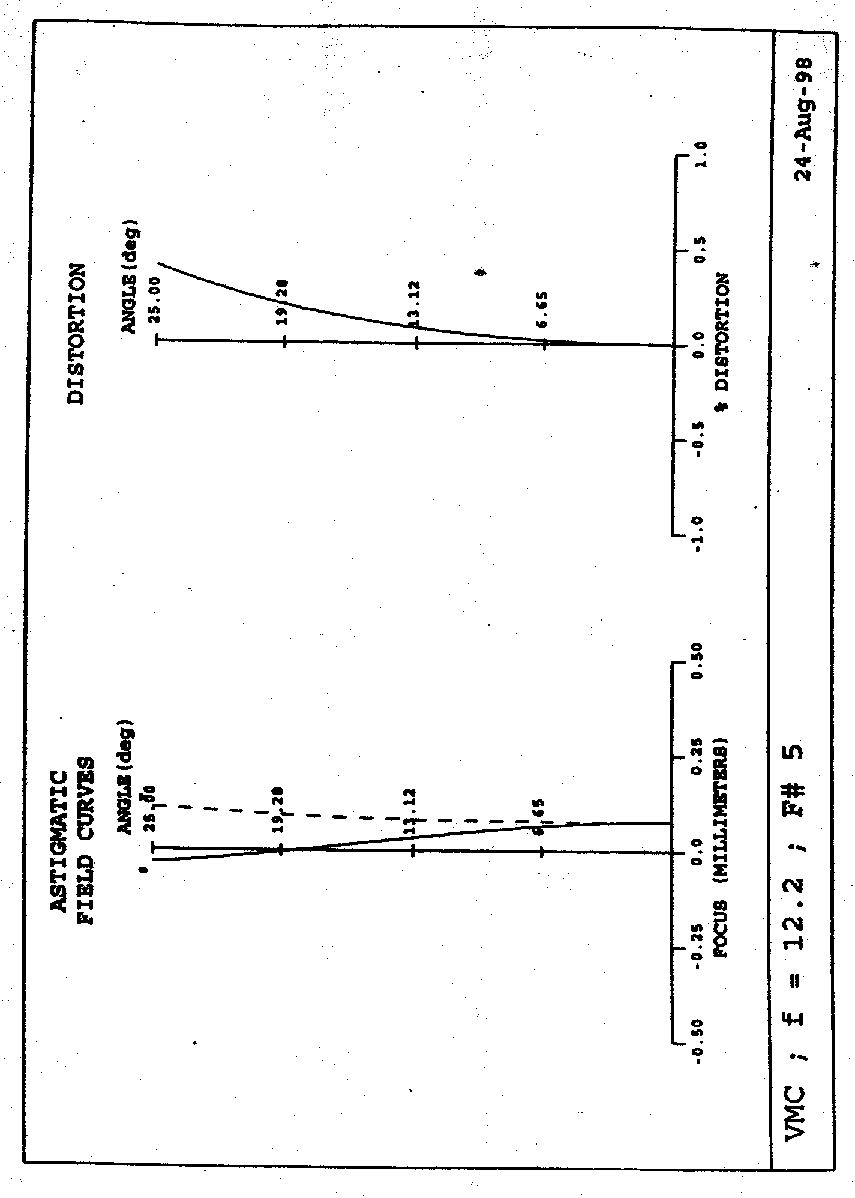 ASTIGMATIC
FIELD CURVES
ANGLE(deg)
T
25.00
S
19.28
13.12
6.65
-0.50
-0.25
0.0
0.25
0.50
FOCUS (MILLIMETERS)
DISTORTION
ANGLE(deg)
25.00
19.28
13.12
6.65
-1.0
-0.5
0.0
0.5
1.0
% DISTORTION
VMC ; f = 12.2 ; F# 5
24-Aug-98